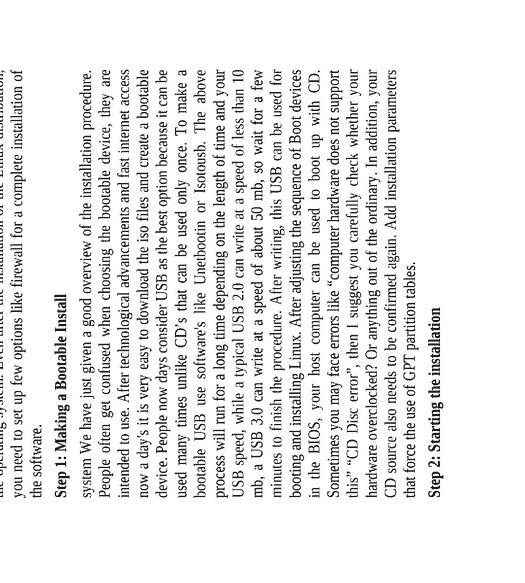 the operating system. Even after the installation of the Linux distribution,
you need to set up few options like firewall for a complete installation of
the software.
Step 1: Making a Bootable Install
system We have just given a good overview of the installation procedure.
People often get confused when choosing the bootable device, they are
intended to use. After technological advancements and fast internet access
now a day's it is very easy to download the iso files and create a bootable
device. People now days consider USB as the best option because it can be
used many times unlike CD's that can be used only once. To make a
bootable USB use software's like Unetbootin or Isotousb. The above
process will run for a long time depending on the length of time and your
USB speed, while a typical USB 2.0 can write at a speed of less than 10
mb, a USB 3.0 can write at a speed of about 50 mb, so wait for a few
minutes to finish the procedure. After writing, this USB can be used for
booting and installing Linux. After adjusting the sequence of Boot devices
in the BIOS, your host computer can be used to boot up with CD.
Sometimes you may face errors like “computer hardware does not support
this” “CD Disc error”, then I suggest you carefully check whether your
hardware overclocked? Or anything out of the ordinary. In addition, your
CD source also needs to be confirmed again. Add installation parameters
that force the use of GPT partition tables.
Step 2: Starting the installation